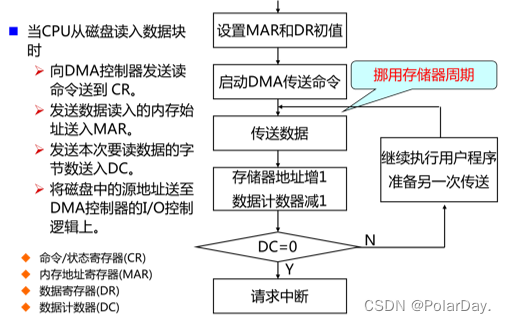 当CPU从磁盘读入数据块
时
向DMA控制器发送读
命令送到 CR。
发送数据读入的内存始
址送入MAR。
发送本次要读数据的字
节数送入DC。
将磁盘中的源地址送至
DMA控制器的I/O控制
逻辑上。
命令/状态寄存器(CR)
内存地址寄存器(MAR)
数据寄存器(DR)
数据计数器(DC)
设置MAR和DR初值
启动DMA传送命令
挪用存储器周期
传送数据
继续执行用户程序
准备另一次传送
存储器地址增1
数据计数器减1
DC=0
N
Y
请求中断
CSDN @PolarDay.